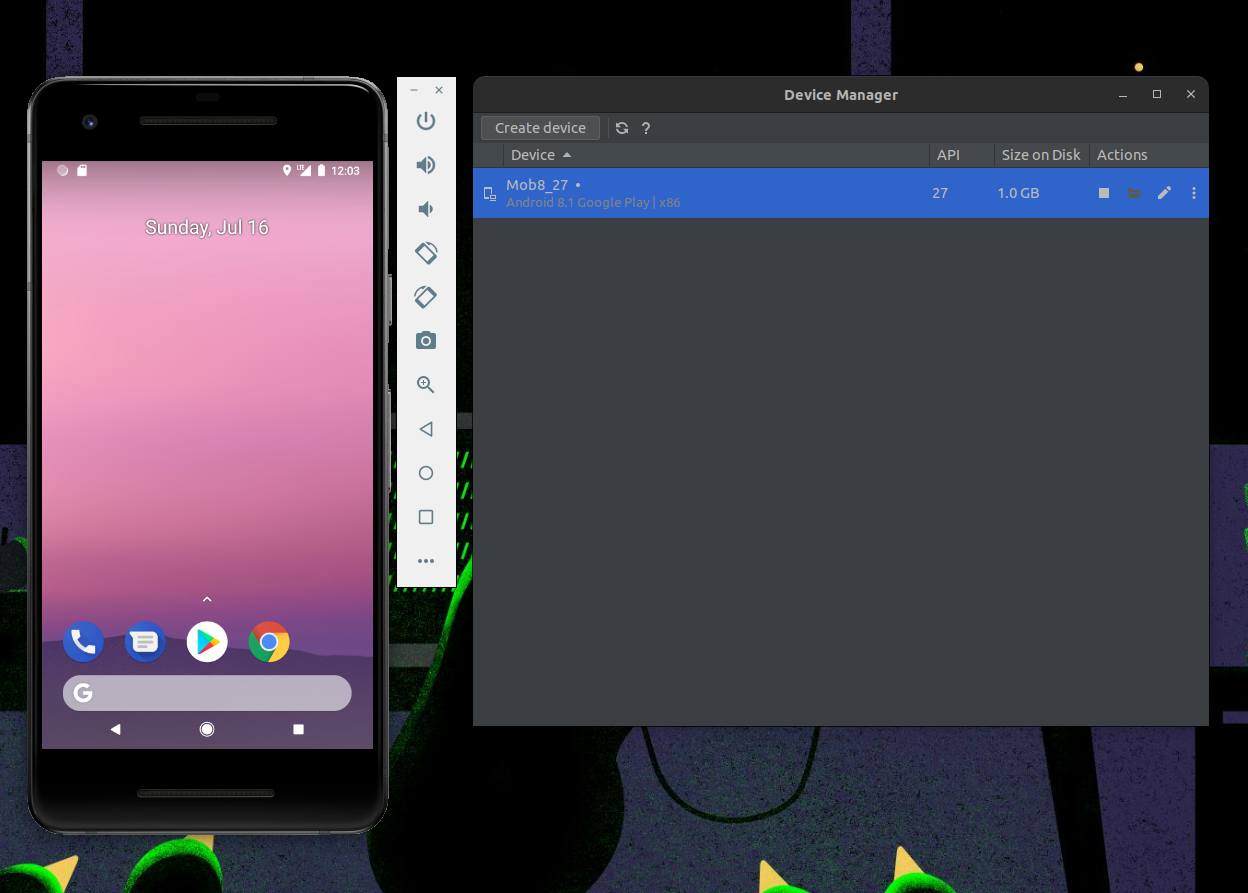 LTE
12:03
Sunday, Jul 16
G
Device Manager
Create device
?
Device API Size on Disk Actions
Mob8_27 • 27 1.0 GB
Android 8.1 Google Play | x86